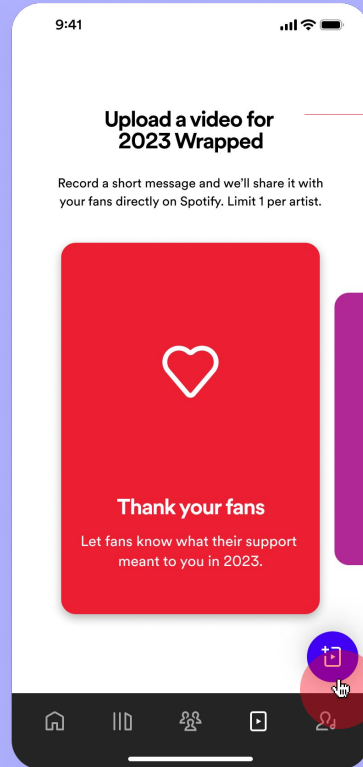 9:41
Upload a video for
2023 Wrapped
Record a short message and we'll share it with
your fans directly on Spotify. Limit 1 per artist.
Thank your fans
Let fans know what their support
meant to you in 2023.